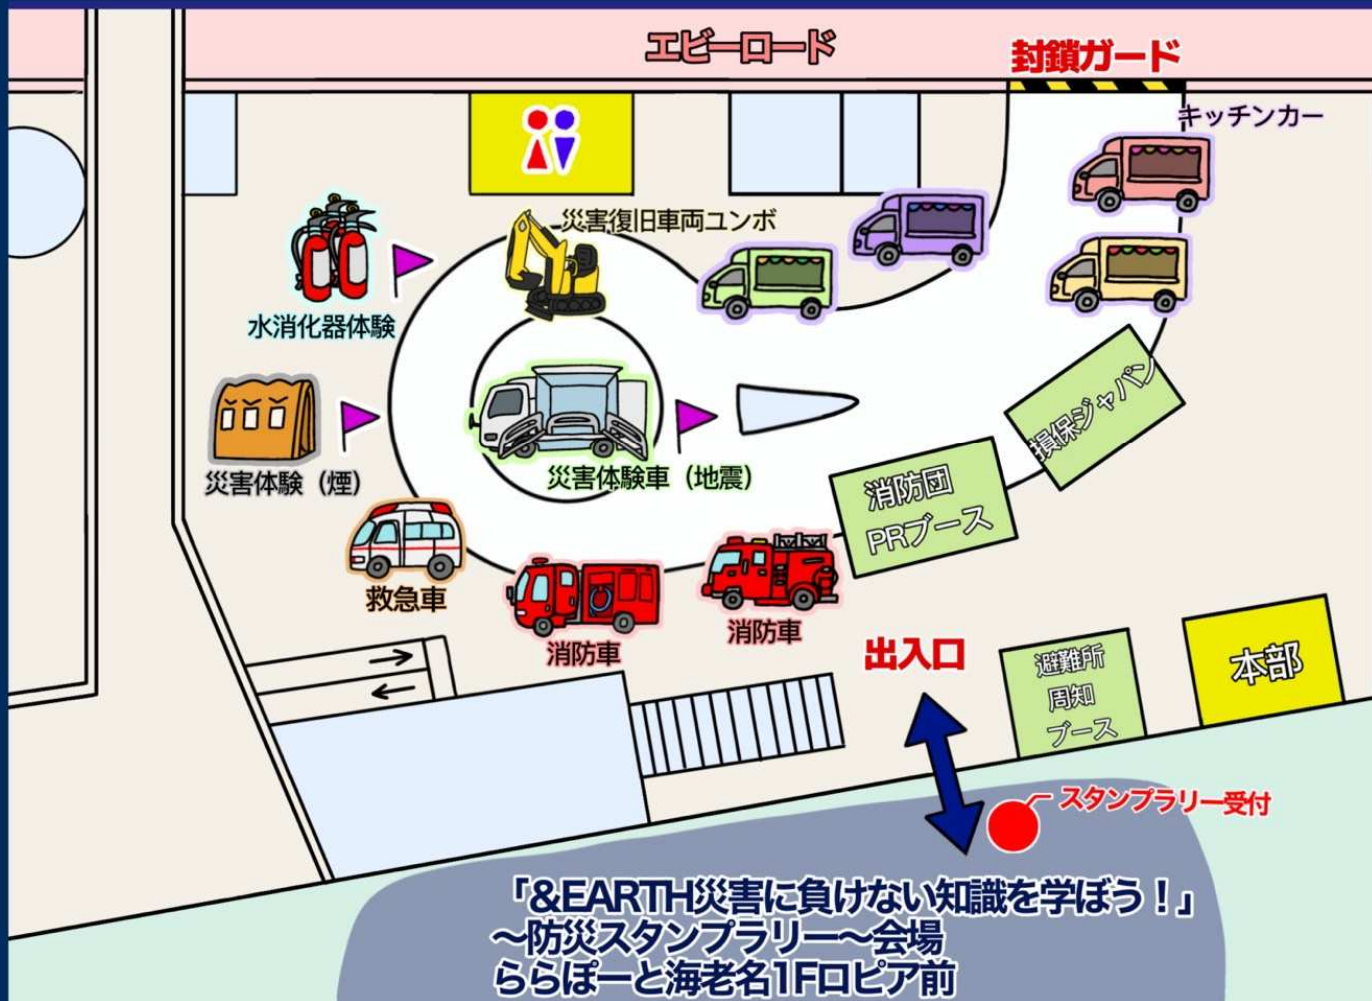 エビーロード
封鎖ガード
キッチンカー
災害復旧車両ユンボ
水消化器体験
損保ジャパン
災害体験（煙）
災害体験車（地震）
消防団
PRブース
救急車
消防車
消防車
出入口
避難所
周知
ブース
本部
スタンプラリー受付
「&EARTH災害に負けない知識を学ぼう！」
～防災スタンプラリー～会場
ららぽーと海老名1Fロピア前